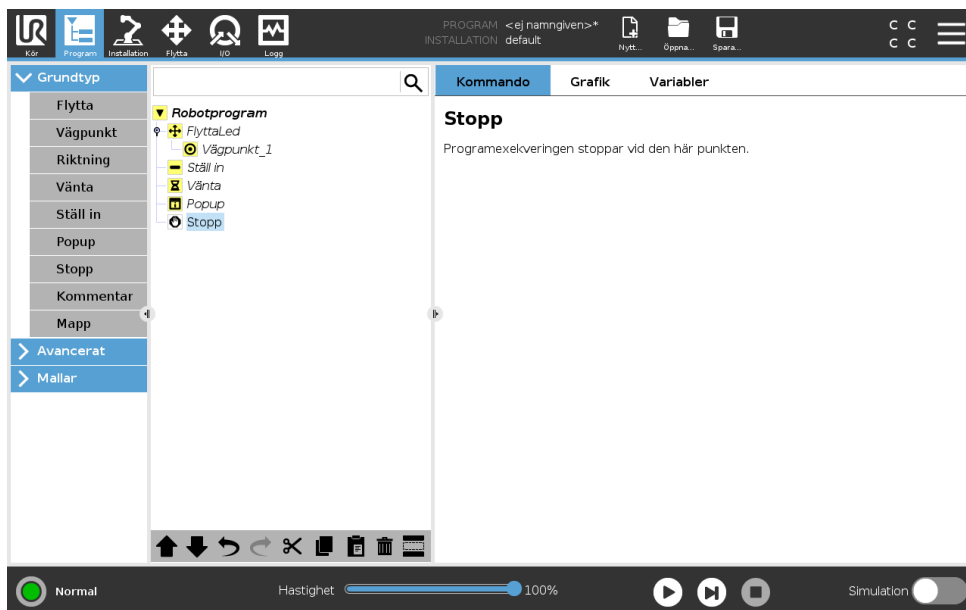 PROGRAM <ej namngiven>*
INSTALLATION default
UR
Kör
Program
Installation
Flytta
I/O
Logg
Nytt...
Öppna...
Spara...
C C
C C
Grundtyp
Flytta
Vägpunkt
Riktning
Vänta
Ställ in
Popup
Stopp
Kommentar
Mapp
Avancerat
Mallar
Robotprogram
FlyttaLed
Vägpunkt_1
Ställ in
Vänta
Popup
Stopp
Kommando
Grafik
Variabler
Stopp
Programexekveringen stoppar vid den här punkten.
Normal
Hastighet
100%
Simulation